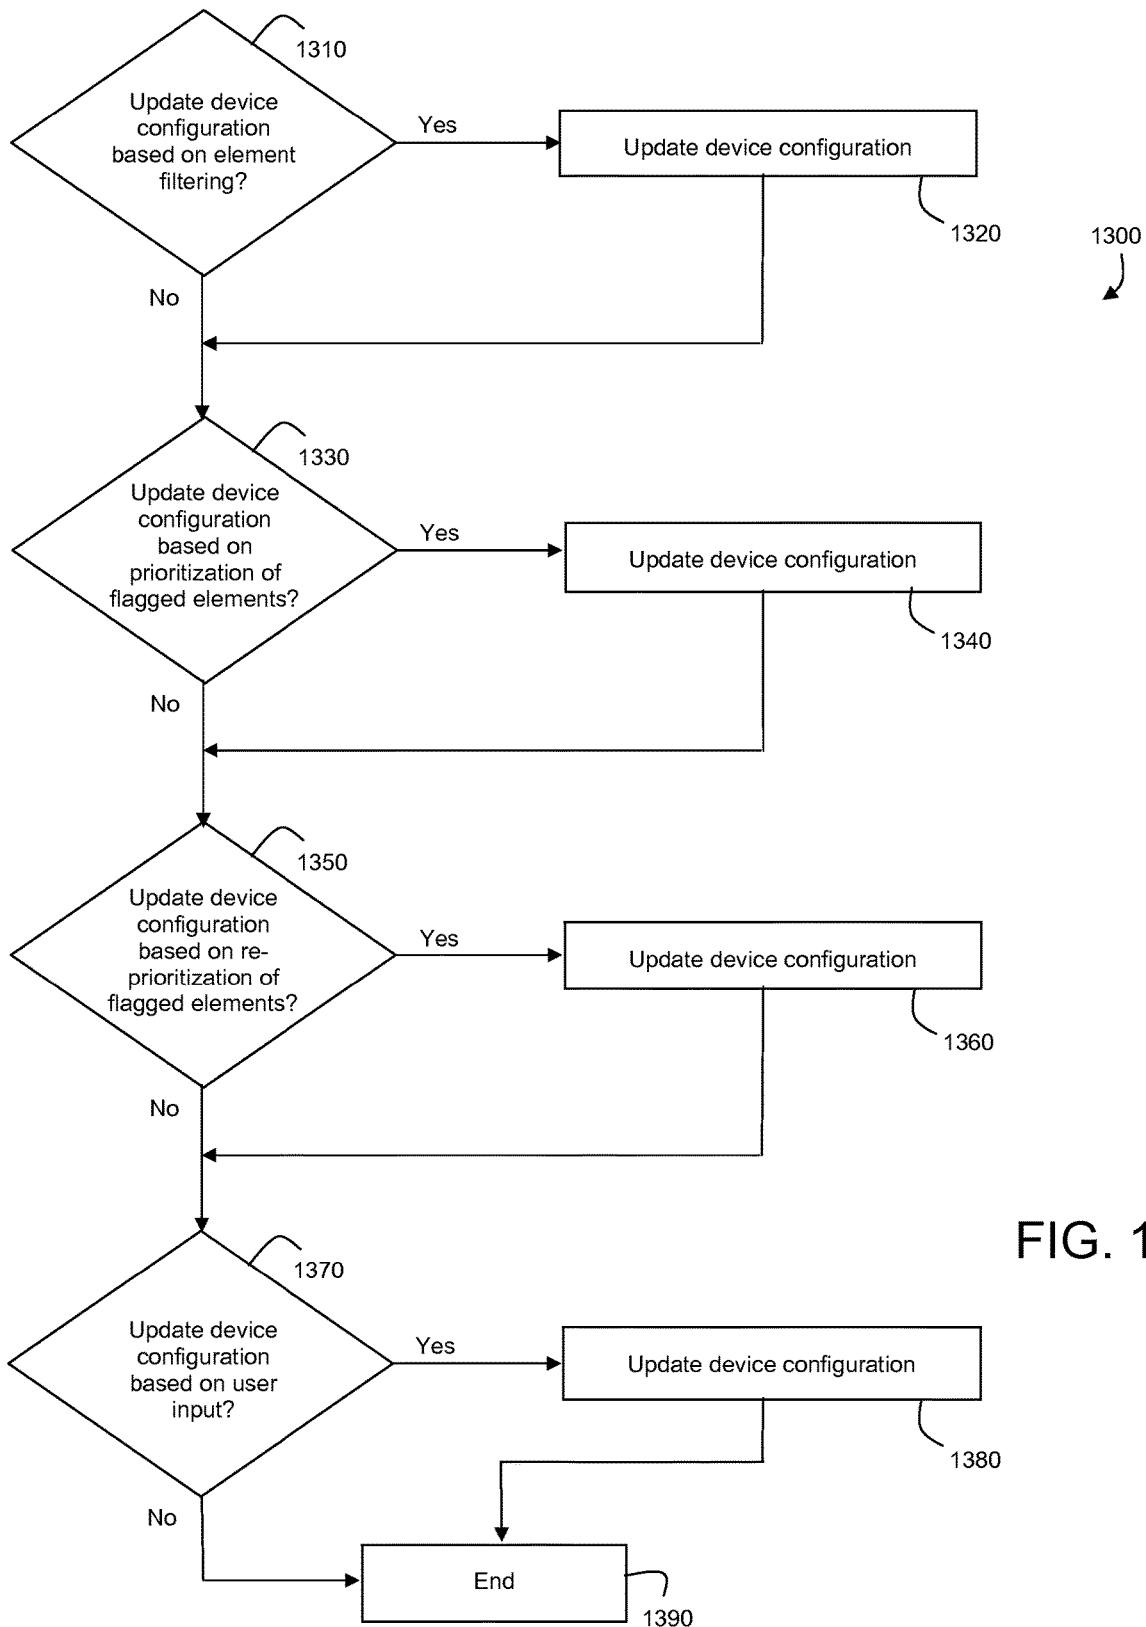 1310
Update device
configuration
based on element
filtering?
Yes
Update device configuration
1320
1300
No
1330
Update device
configuration
based on
prioritization of
flagged elements?
Yes
Update device configuration
1340
No
1350
Update device
configuration
based on re-
prioritization of
flagged elements?
Yes
Update device configuration
1360
No
FIG. 1
1370
Update device
configuration
based on user
input?
Yes
Update device configuration
1380
No
End
1390